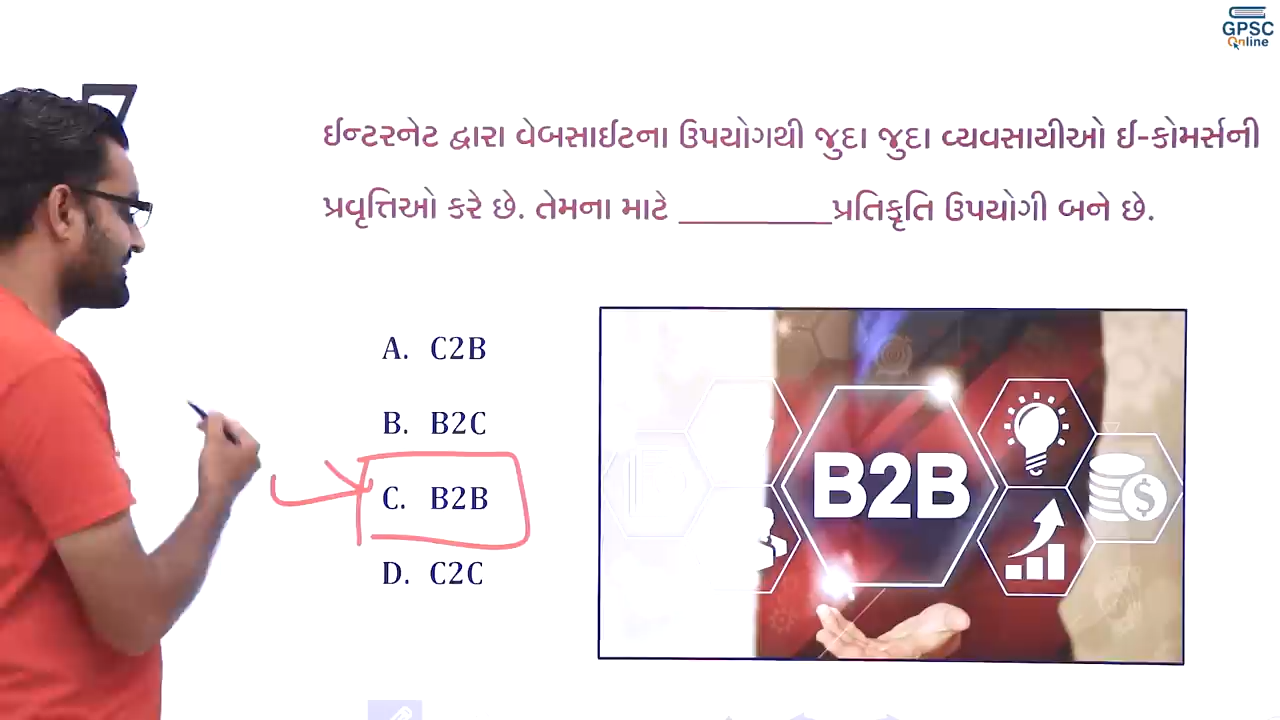 GPSC
Online
7
ઈન્ટરનેટ દ્વારા વેબસાઈટના ઉપયોગથી જુદા જુદા વ્યવસાયીઓ ઈ-કોમર્સની
પ્રવૃત્તિઓ કરે છે. તેમના માટે ________પ્રતિકૃતિ ઉપયોગી બને છે.
A. C2B
B. B2C
C. B2B
D. C2C
B2B
$